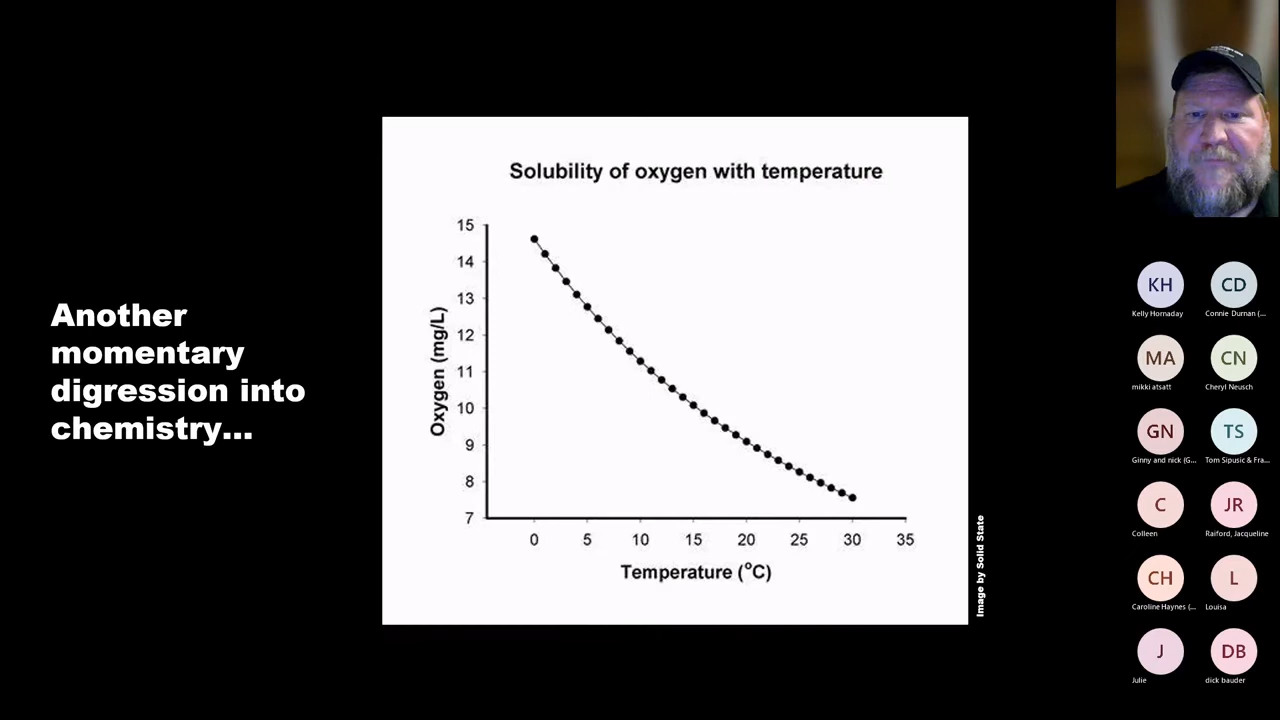 Another
momentary
digression into
chemistry...
Solubility of oxygen with temperature
15
14
13
12
11
10
9
8
7
Oxygen (mg/L)
0 5 10 15 20 25 30 35
Temperature (°C)
Image by Solid State
KH CD
Kelly Hornaday Connie Durnan (...
MA CN
mikki atsatt Cheryl Neusch
GN TS
Ginny and nick (G... Tom Sipusic & Fra...
C JR
Colleen Raiford, Jacqueline
CH L
Caroline Haynes (... Louisa
J DB
Julie dick bauder